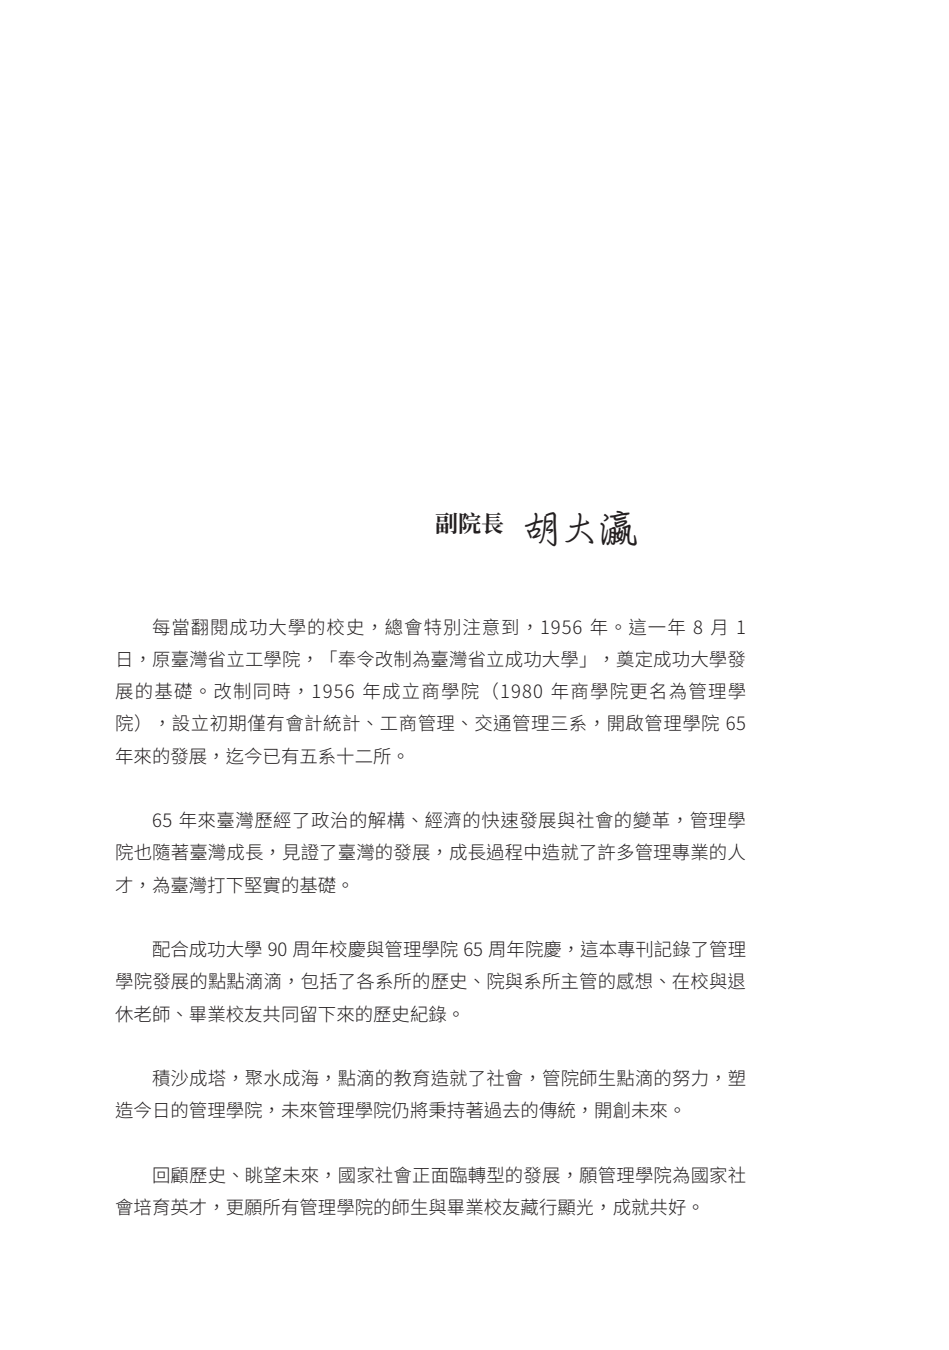 副院長 胡大瀛
每當翻閱成功大學的校史，總會特別注意到，1956 年。這一年 8 月 1
日，原臺灣省立工學院，「奉令改制為臺灣省立成功大學」，奠定成功大學發
展的基礎。改制同時，1956 年成立商學院（1980 年商學院更名為管理學
院），設立初期僅有會計統計、工商管理、交通管理三系，開啟管理學院 65
年來的發展，迄今已有五系十二所。
65 年來臺灣歷經了政治的解構、經濟的快速發展與社會的變革，管理學
院也隨著臺灣成長，見證了臺灣的發展，成長過程中造就了許多管理專業的人
才，為臺灣打下堅實的基礎。
配合成功大學 90 周年校慶與管理學院 65 周年院慶，這本專刊記錄了管理
學院發展的點點滴滴，包括了各系所的歷史、院與系所主管的感想、在校與退
休老師、畢業校友共同留下來的歷史紀錄。
積沙成塔，聚水成海，點滴的教育造就了社會，管院師生點滴的努力，塑
造今日的管理學院，未來管理學院仍將秉持著過去的傳統，開創未來。
回顧歷史、眺望未來，國家社會正面臨轉型的發展，願管理學院為國家社
會培育英才，更願所有管理學院的師生與畢業校友藏行顯光，成就共好。